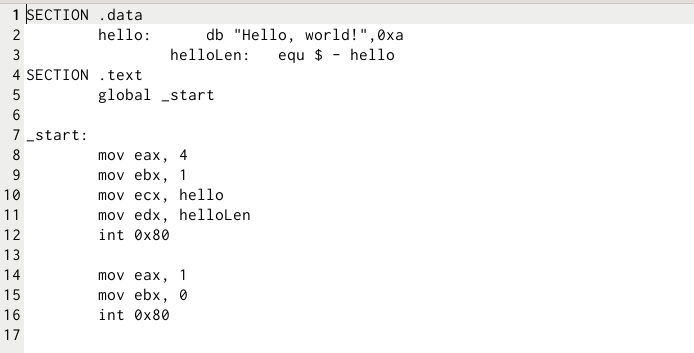 1 SECTION .data
2 hello: db "Hello, world!",0xa
3 helloLen: equ $ - hello
4 SECTION .text
5 global _start
6
7 _start:
8 mov eax, 4
9 mov ebx, 1
10 mov ecx, hello
11 mov edx, helloLen
12 int 0x80
13
14 mov eax, 1
15 mov ebx, 0
16 int 0x80
17